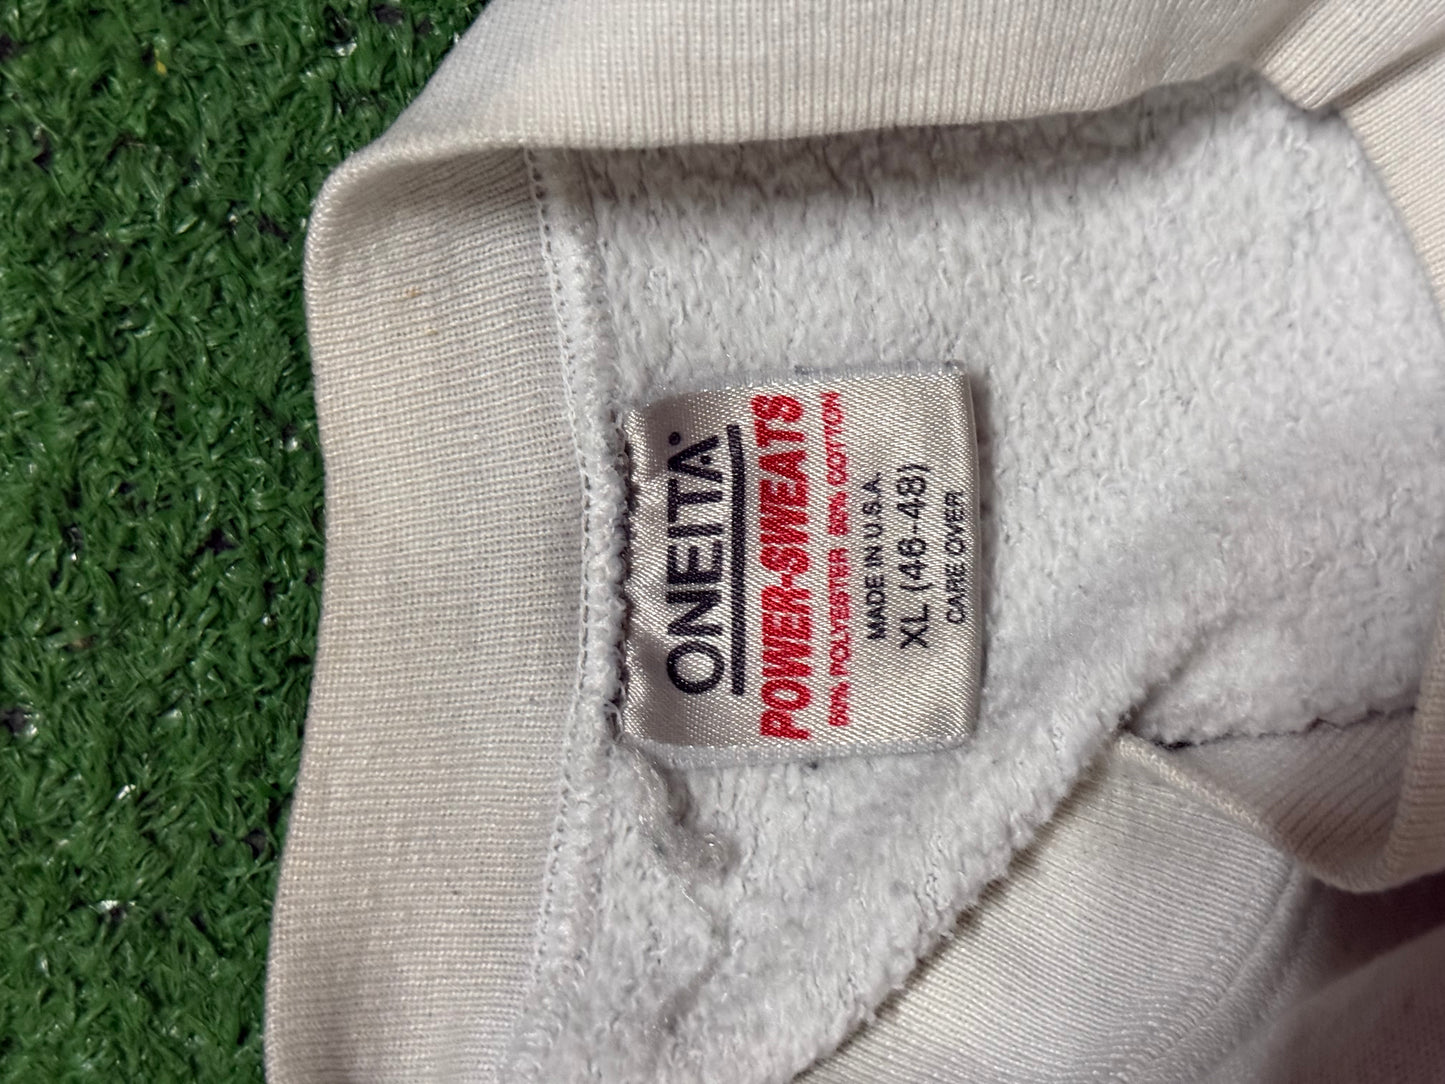 ONEITA®
POWER-SWEATS
50% POLYESTER 50% COTTON
MADE IN U.S.A.
XL (46-48)
CARE OVER